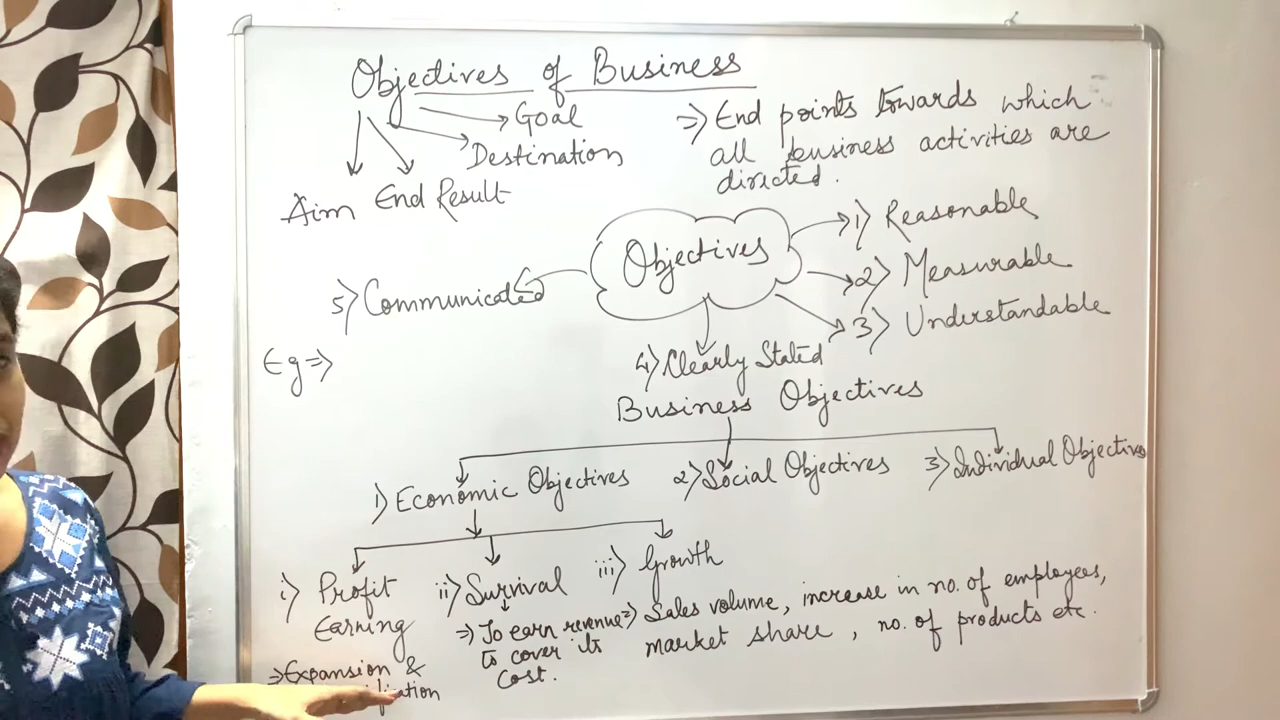 Objectives of Business
Goal
Destination
Aim
End Result
=> End points towards which
all business activities are
directed.
Objectives
1) Reasonable
2) Measurable
3) Understandable
4) Clearly Stated
5) Communicated
Eg =>
Business Objectives
1) Economic Objectives
2) Social Objectives
3) Individual Objectives
i) Profit
Earning
=> Expansion &
ii) Survival
=> To earn revenue
to cover its
cost.
iii) Growth
=> Sales volume, increase in no. of employees,
market share, no. of products etc.